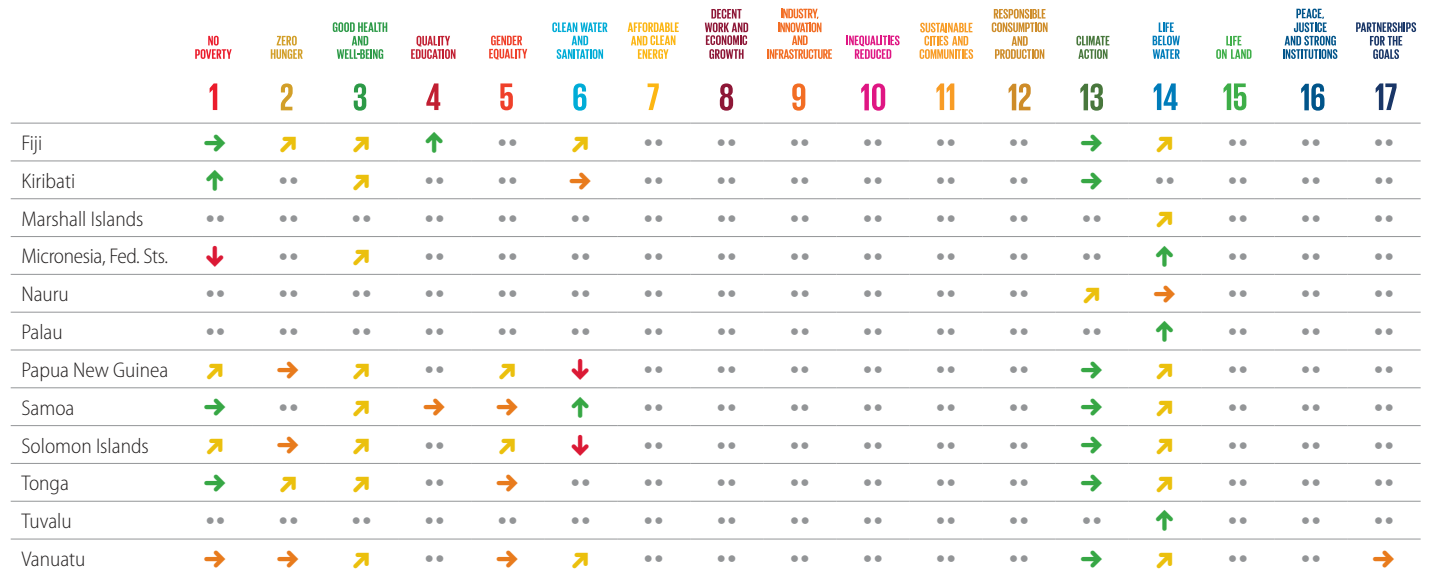 NO
POVERTY
ZERO
HUNGER
GOOD HEALTH
AND
WELL-BEING
QUALITY
EDUCATION
GENDER
EQUALITY
CLEAN WATER
AND
SANITATION
AFFORDABLE
AND CLEAN
ENERGY
DECENT
WORK AND
ECONOMIC
GROWTH
INDUSTRY,
INNOVATION
AND
INFRASTRUCTURE
INEQUALITIES
REDUCED
SUSTAINABLE
CITIES AND
COMMUNITIES
RESPONSIBLE
CONSUMPTION
AND
PRODUCTION
CLIMATE
ACTION
LIFE
BELOW
WATER
LIFE
ON LAND
PEACE,
JUSTICE
AND STRONG
INSTITUTIONS
PARTNERSHIPS
FOR THE
GOALS
1 2 3 4 5 6 7 8 9 10 11 12 13 14 15 16 17
Fiji
Kiribati
Marshall Islands
Micronesia, Fed. Sts.
Nauru
Palau
Papua New Guinea
Samoa
Solomon Islands
Tonga
Tuvalu
Vanuatu